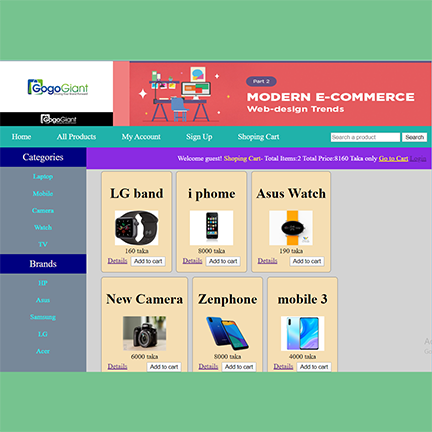 GogoGiant
GogoGiant
Part 2
MODERN E-COMMERCE
Web-design Trends
Home All Products My Account Sign Up Shoping Cart Search a product Search
Categories
Welcome guest! Shoping Cart- Total Items:2 Total Price:8160 Taka only Go to Cart Login
Laptop
Mobile
Camera
Watch
TV
Brands
HP
Asus
Samsung
LG
Acer
LG band
160 taka
Details Add to cart
i phome
8000 taka
Details Add to cart
Asus Watch
190 taka
Details Add to cart
New Camera
6000 taka
Details Add to cart
Zenphone
8000 taka
Details Add to cart
mobile 3
4000 taka
Details Add to cart